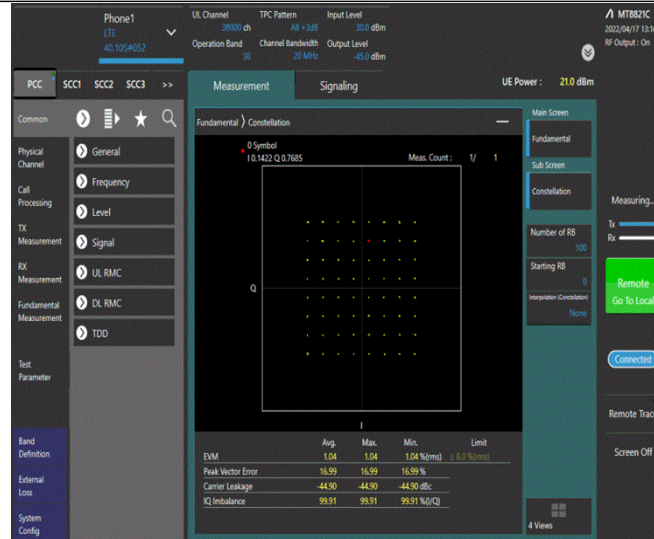 Phone1
LTE
40.105#052
UL Channel
38000 ch
TPC Pattern
All +3dB
Input Level
30.0 dBm
Operation Band
38
Channel Bandwidth
20 MHz
Output Level
-45.0 dBm
MT8821C
2022/04/17 13:1
RF Output : On
PCC SCC1 SCC2 SCC3 >>
Measurement
Signaling
UE Power : 21.0 dBm
Common
Physical
Channel
Call
Processing
TX
Measurement
RX
Measurement
Fundamental
Measurement
Test
Parameter
Band
Definition
External
Loss
System
Config
General
Frequency
Level
Signal
UL RMC
DL RMC
TDD
Fundamental 〉 Constellation
0 Symbol
I 0.1422 Q 0.7685
Meas. Count : 1/ 1
Q
I
Avg. Max. Min. Limit
EVM 1.04 1.04 1.04 %(rms) ≤ 8.0 %(rms)
Peak Vector Error 16.99 16.99 16.99 %
Carrier Leakage -44.90 -44.90 -44.90 dBc
IQ Imbalance 99.91 99.91 99.91 %(I/Q)
Main Screen
Fundamental
Sub Screen
Constellation
Number of RB
100
Starting RB
0
Interpolation (Constellation)
None
4 Views
Measuring..
Tx
Rx
Remote
Go To Local
Connected
Remote Trac
Screen Off